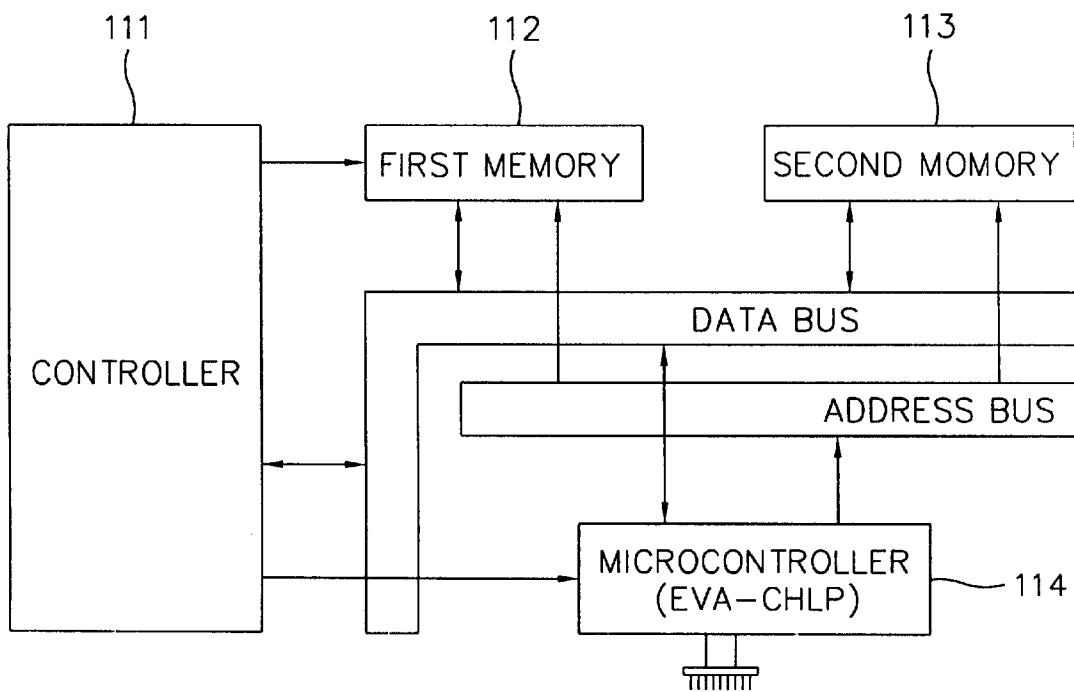 111
112
113
FIRST MEMORY
SECOND MOMORY
DATA BUS
CONTROLLER
ADDRESS BUS
MICROCONTROLLER
(EVA-CHLP)
114